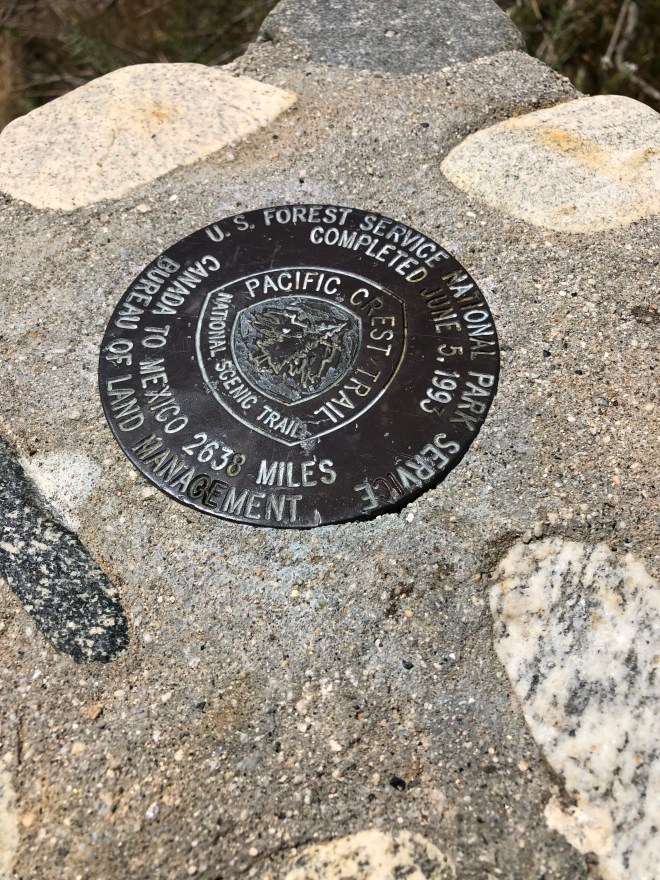 U.S. FOREST SERVICE NATIONAL PARK SERVICE
BUREAU OF LAND MANAGEMENT
COMPLETED JUNE 5, 1993
CANADA TO MEXICO 2638 MILES
PACIFIC CREST TRAIL
NATIONAL SCENIC TRAIL